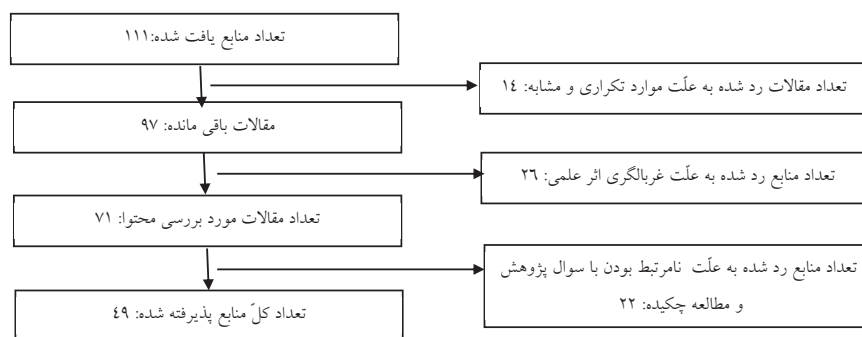 تعداد منابع یافت شده:۱۱۱
تعداد مقالات رد شده به علّت موارد تکراری و مشابه: ۱۴
مقالات باقی مانده: ۹۷
تعداد منابع رد شده به علّت غربالگری اثر علمی: ۲۶
تعداد مقالات مورد بررسی محتوا: ۷۱
تعداد منابع رد شده به علّت نامرتبط بودن با سوال پژوهش
و مطالعه چکیده: ۲۲
تعداد کلّ منابع پذیرفته شده: ٤۹